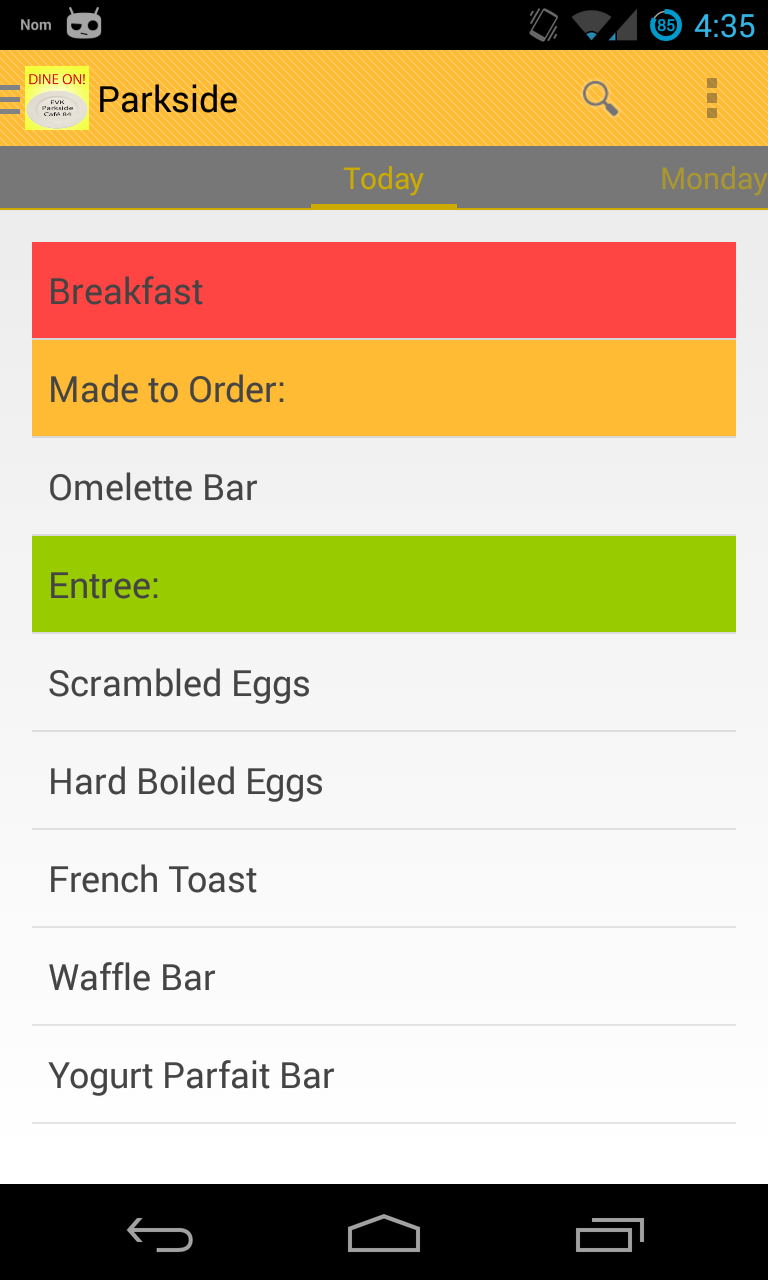 Nom
85
4:35
DINE ON!
EVK
Parkside
Café 84
Parkside
Today
Monday
Breakfast
Made to Order:
Omelette Bar
Entree:
Scrambled Eggs
Hard Boiled Eggs
French Toast
Waffle Bar
Yogurt Parfait Bar